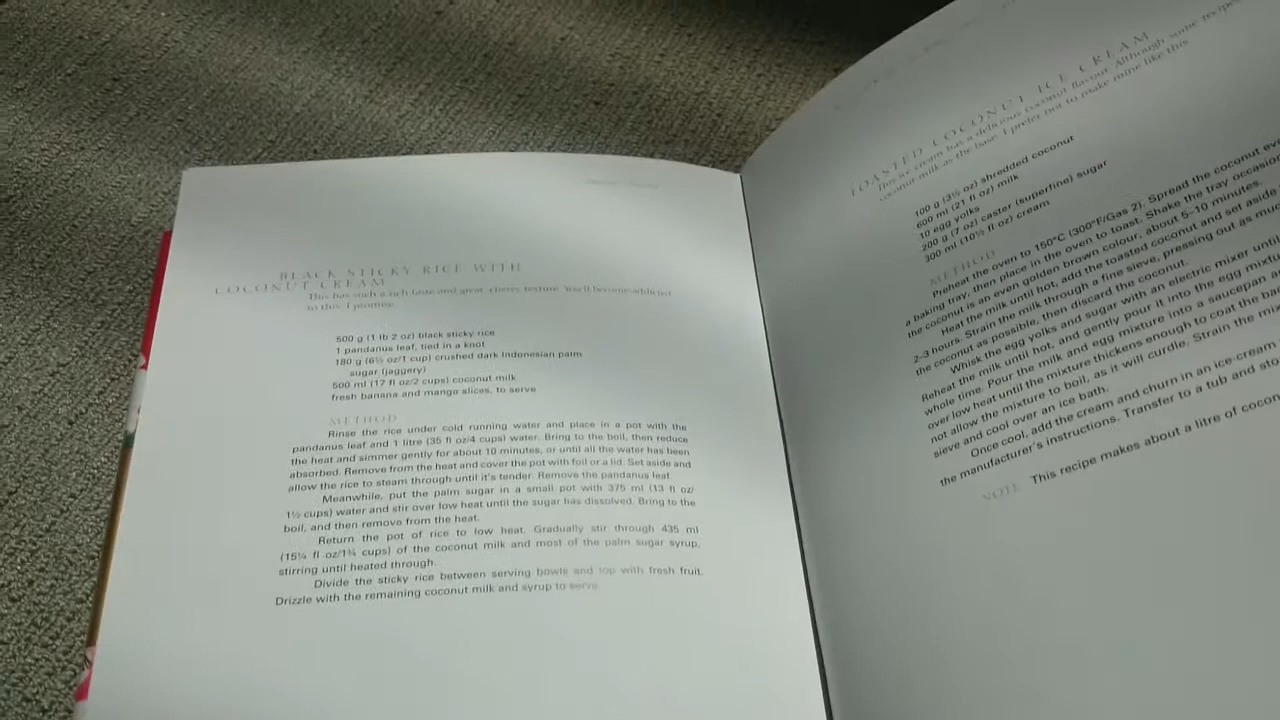 BLACK STICKY RICE WITH
COCONUT CREAM
This has such a rich taste and great, chewy texture. You'll become addicted
to this, I promise.
500 g (1 lb 2 oz) black sticky rice
1 pandanus leaf, tied in a knot
180 g (6½ oz/1 cup) crushed dark Indonesian palm
sugar (jaggery)
500 ml (17 fl oz/2 cups) coconut milk
fresh banana and mango slices, to serve
METHOD
Rinse the rice under cold running water and place in a pot with the
pandanus leaf and 1 litre (35 fl oz/4 cups) water. Bring to the boil, then reduce
the heat and simmer gently for about 10 minutes, or until all the water has been
absorbed. Remove from the heat and cover the pot with foil or a lid. Set aside and
allow the rice to steam through until it's tender. Remove the pandanus leaf.
Meanwhile, put the palm sugar in a small pot with 375 ml (13 fl oz/
1½ cups) water and stir over low heat until the sugar has dissolved. Bring to the
boil, and then remove from the heat.
Return the pot of rice to low heat. Gradually stir through 435 ml
(15¼ fl oz/1¾ cups) of the coconut milk and most of the palm sugar syrup,
stirring until heated through.
Divide the sticky rice between serving bowls and top with fresh fruit.
Drizzle with the remaining coconut milk and syrup to serve.
TOASTED COCONUT ICE CREAM
This ice cream has a delicious coconut flavour. Although some recipes
coconut milk as the base, I prefer not to make mine like this.
100 g (3½ oz) shredded coconut
600 ml (21 fl oz) milk
10 egg yolks
200 g (7 oz) caster (superfine) sugar
300 ml (10½ fl oz) cream
METHOD
Preheat the oven to 150°C (300°F/Gas 2). Spread the coconut
a baking tray, then place in the oven to toast. Shake the tray
the coconut is an even golden brown colour, about 5–10 minutes.
Heat the milk until hot, add the toasted coconut and set aside
2–3 hours. Strain the milk through a fine sieve, pressing out as
the coconut as possible, then discard the coconut.
Whisk the egg yolks and sugar with an electric mixer until
Reheat the milk until hot, and gently pour it into the egg
whole time. Pour the milk and egg mixture into a saucepan
over low heat until the mixture thickens enough to coat the
not allow the mixture to boil, as it will curdle. Strain the
sieve and cool over an ice bath.
Once cool, add the cream and churn in an ice-cream
the manufacturer's instructions. Transfer to a tub and
NOTE This recipe makes about a litre of